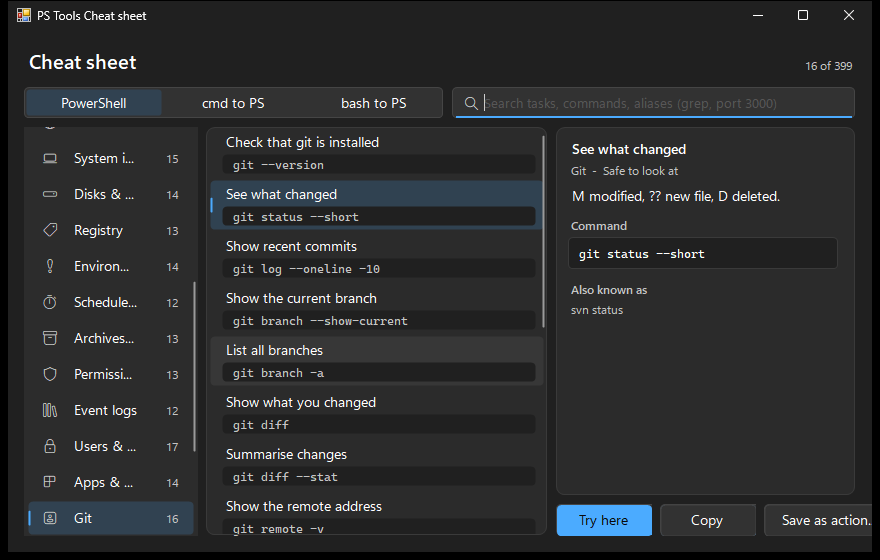 PS Tools Cheat sheet
Cheat sheet
16 of 399
PowerShell
cmd to PS
bash to PS
Search tasks, commands, aliases (grep, port 3000)
System i... 15
Disks & ... 14
Registry 13
Environ... 14
Schedule... 12
Archives... 13
Permissi... 13
Event logs 12
Users & ... 17
Apps & ... 14
Git 16
Check that git is installed
git --version
See what changed
git status --short
Show recent commits
git log --oneline -10
Show the current branch
git branch --show-current
List all branches
git branch -a
Show what you changed
git diff
Summarise changes
git diff --stat
Show the remote address
git remote -v
See what changed
Git - Safe to look at
M modified, ?? new file, D deleted.
Command
git status --short
Also known as
svn status
Try here
Copy
Save as action.